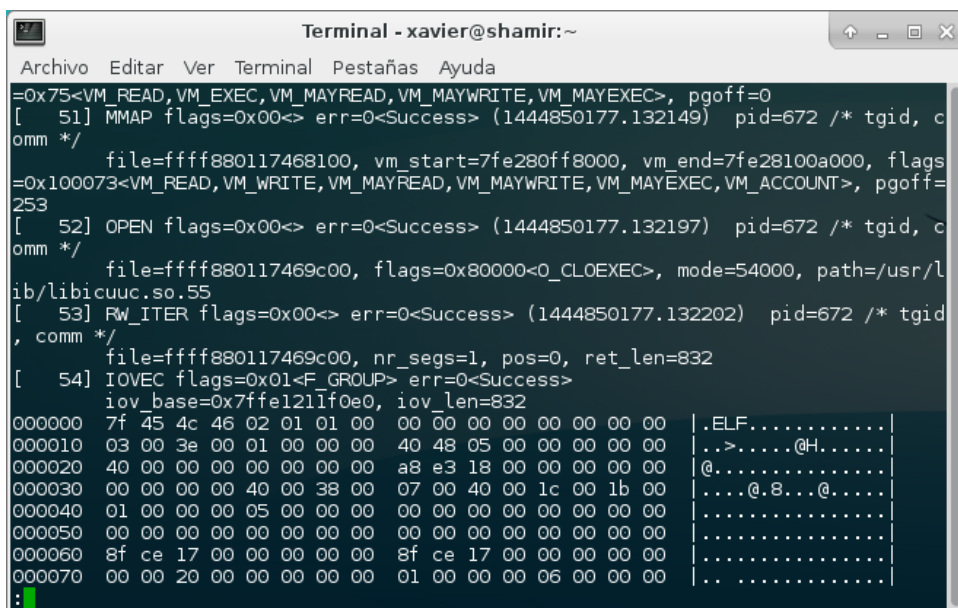 Terminal - xavier@shamir:~
Archivo Editar Ver Terminal Pestañas Ayuda
=0x75<VM_READ,VM_EXEC,VM_MAYREAD,VM_MAYWRITE,VM_MAYEXEC>, pgoff=0
[   51] MMAP flags=0x00<> err=0<Success> (1444850177.132149)  pid=672 /* tgid, c
omm */
        file=ffff880117468100, vm_start=7fe280ff8000, vm_end=7fe28100a000, flags
=0x100073<VM_READ,VM_WRITE,VM_MAYREAD,VM_MAYWRITE,VM_MAYEXEC,VM_ACCOUNT>, pgoff=
253
[   52] OPEN flags=0x00<> err=0<Success> (1444850177.132197)  pid=672 /* tgid, c
omm */
        file=ffff880117469c00, flags=0x80000<O_CLOEXEC>, mode=54000, path=/usr/l
ib/libicuuc.so.55
[   53] RW_ITER flags=0x00<> err=0<Success> (1444850177.132202)  pid=672 /* tgid
, comm */
        file=ffff880117469c00, nr_segs=1, pos=0, ret_len=832
[   54] IOVEC flags=0x01<F_GROUP> err=0<Success>
        iov_base=0x7ffe1211f0e0, iov_len=832
000000  7f 45 4c 46 02 01 01 00  00 00 00 00 00 00 00 00  |.ELF............|
000010  03 00 3e 00 01 00 00 00  40 48 05 00 00 00 00 00  |..>.....@H......|
000020  40 00 00 00 00 00 00 00  a8 e3 18 00 00 00 00 00  |@...............|
000030  00 00 00 00 40 00 38 00  07 00 40 00 1c 00 1b 00  |....@.8...@.....|
000040  01 00 00 00 05 00 00 00  00 00 00 00 00 00 00 00  |................|
000050  00 00 00 00 00 00 00 00  00 00 00 00 00 00 00 00  |................|
000060  8f ce 17 00 00 00 00 00  8f ce 17 00 00 00 00 00  |................|
000070  00 00 20 00 00 00 00 00  01 00 00 00 06 00 00 00  |.. .............|
: